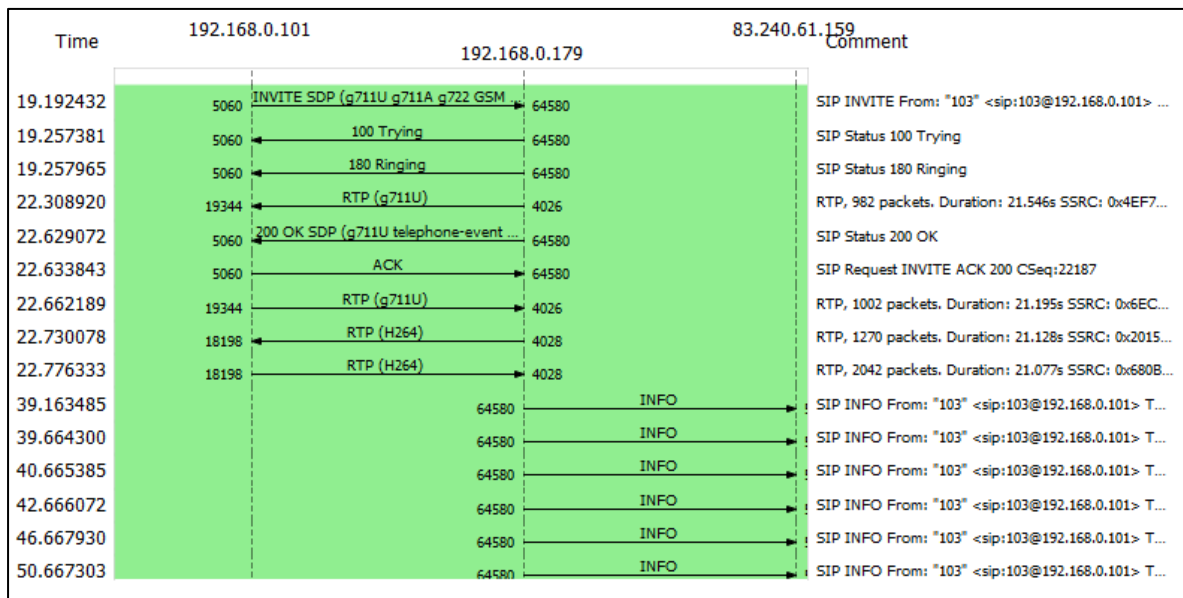 Time 192.168.0.101 192.168.0.179 83.240.61.159 Comment
19.192432 5060 INVITE SDP (g711U g711A g722 GSM ... 64580 SIP INVITE From: "103" <sip:103@192.168.0.101> ...
19.257381 5060 100 Trying 64580 SIP Status 100 Trying
19.257965 5060 180 Ringing 64580 SIP Status 180 Ringing
22.308920 19344 RTP (g711U) 4026 RTP, 982 packets. Duration: 21.546s SSRC: 0x4EF7...
22.629072 5060 200 OK SDP (g711U telephone-event ... 64580 SIP Status 200 OK
22.633843 5060 ACK 64580 SIP Request INVITE ACK 200 CSeq:22187
22.662189 19344 RTP (g711U) 4026 RTP, 1002 packets. Duration: 21.195s SSRC: 0x6EC...
22.730078 18198 RTP (H264) 4028 RTP, 1270 packets. Duration: 21.128s SSRC: 0x2015...
22.776333 18198 RTP (H264) 4028 RTP, 2042 packets. Duration: 21.077s SSRC: 0x680B...
39.163485 64580 INFO SIP INFO From: "103" <sip:103@192.168.0.101> T...
39.664300 64580 INFO SIP INFO From: "103" <sip:103@192.168.0.101> T...
40.665385 64580 INFO SIP INFO From: "103" <sip:103@192.168.0.101> T...
42.666072 64580 INFO SIP INFO From: "103" <sip:103@192.168.0.101> T...
46.667930 64580 INFO SIP INFO From: "103" <sip:103@192.168.0.101> T...
50.667303 64580 INFO SIP INFO From: "103" <sip:103@192.168.0.101> T...